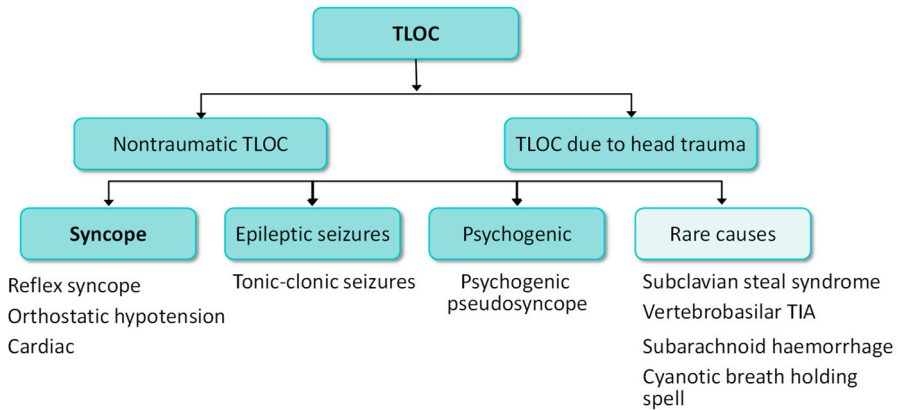 TLOC
Nontraumatic TLOC
TLOC due to head trauma
Syncope
Epileptic seizures
Psychogenic
Rare causes
Reflex syncope
Orthostatic hypotension
Cardiac
Tonic-clonic seizures
Psychogenic
pseudosyncope
Subclavian steal syndrome
Vertebrobasilar TIA
Subarachnoid haemorrhage
Cyanotic breath holding
spell